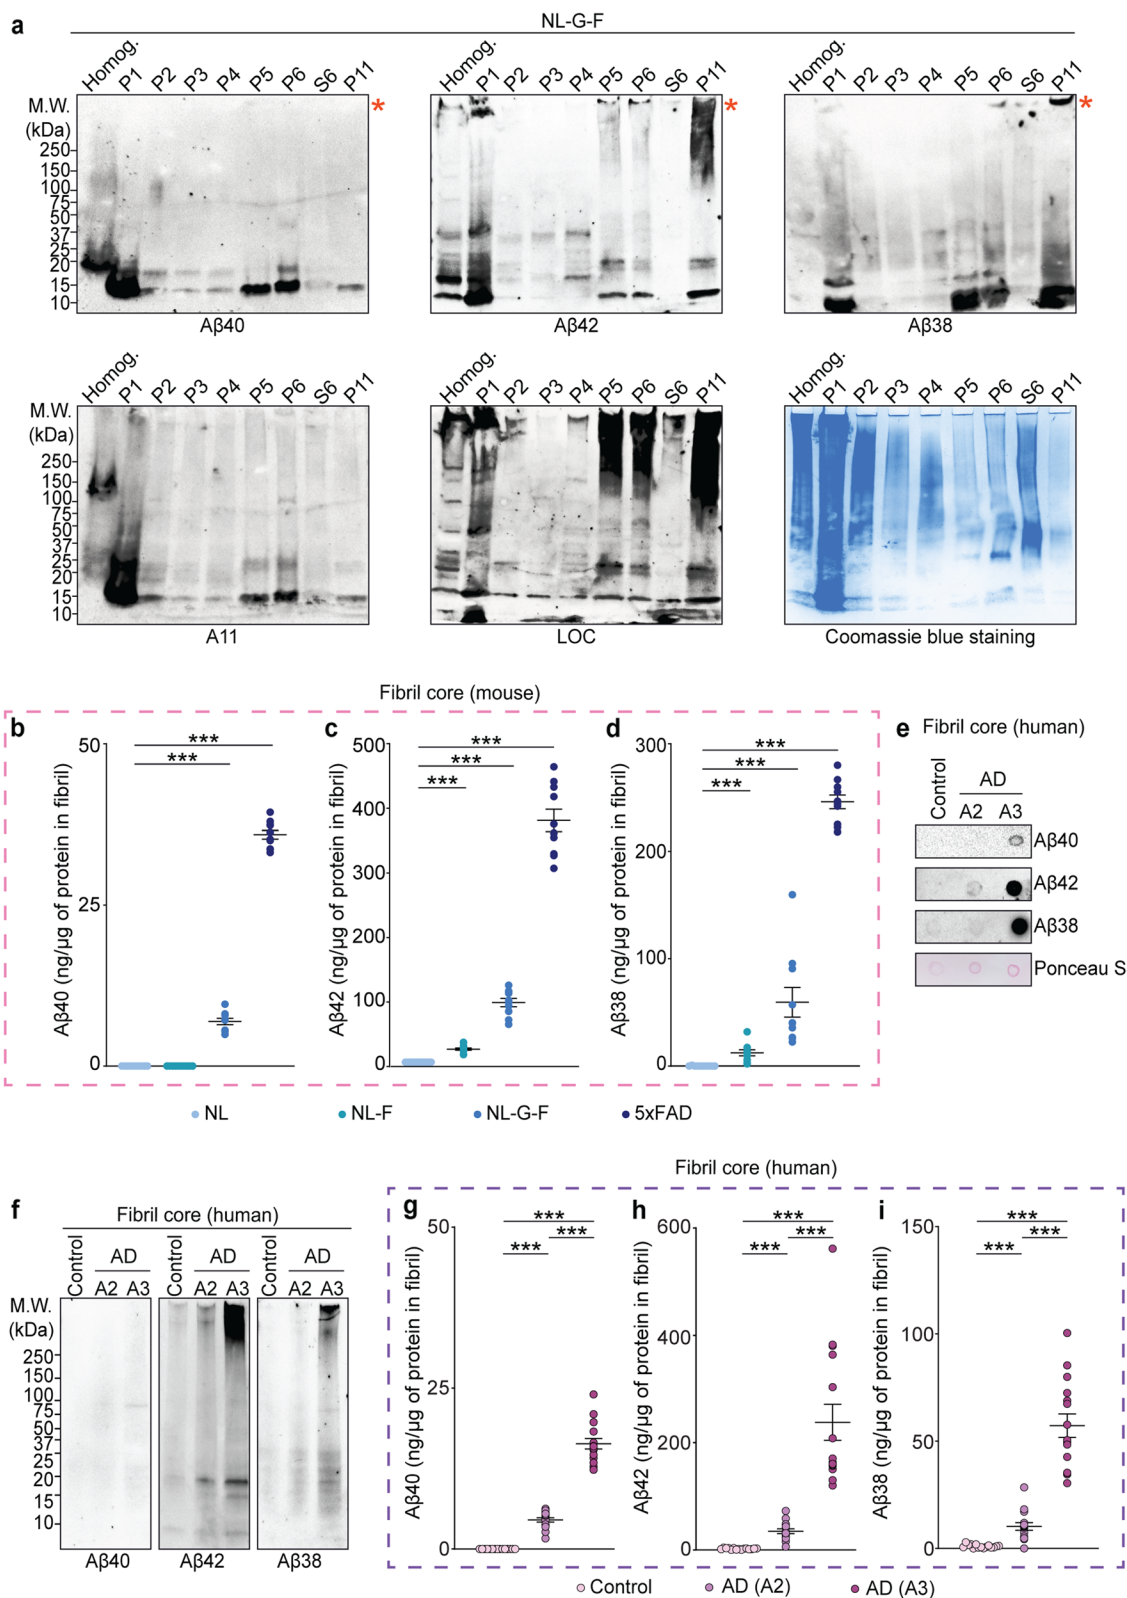 a
NL-G-F
Homog. P1 P2 P3 P4 P5 P6 S6 P11
Homog. P1 P2 P3 P4 P5 P6 S6 P11
Homog. P1 P2 P3 P4 P5 P6 S6 P11
M.W.
(kDa)
250
150
100
75
50
37
25
20
15
10
*
*
*
Aβ40
Aβ42
Aβ38
Homog. P1 P2 P3 P4 P5 P6 S6 P11
Homog. P1 P2 P3 P4 P5 P6 S6 P11
Homog. P1 P2 P3 P4 P5 P6 S6 P11
M.W.
(kDa)
250
150
100
75
50
37
25
20
15
10
A11
LOC
Coomassie blue staining
Fibril core (mouse)
b
Aβ40 (ng/µg of protein in fibril)
50
25
0
***
***
c
Aβ42 (ng/µg of protein in fibril)
500
400
300
200
100
0
***
***
***
d
Aβ38 (ng/µg of protein in fibril)
300
200
100
0
***
***
***
NL
NL-F
NL-G-F
5xFAD
e
Fibril core (human)
Control
AD
A2 A3
Aβ40
Aβ42
Aβ38
Ponceau S
f
Fibril core (human)
Control
AD
A2 A3
Control
AD
A2 A3
Control
AD
A2 A3
M.W.
(kDa)
250
150
100
75
50
37
25
20
15
10
Aβ40
Aβ42
Aβ38
Fibril core (human)
g
Aβ40 (ng/µg of protein in fibril)
50
25
0
***
***
***
h
Aβ42 (ng/µg of protein in fibril)
600
400
200
0
***
***
***
i
Aβ38 (ng/µg of protein in fibril)
150
100
50
0
***
***
***
Control
AD (A2)
AD (A3)